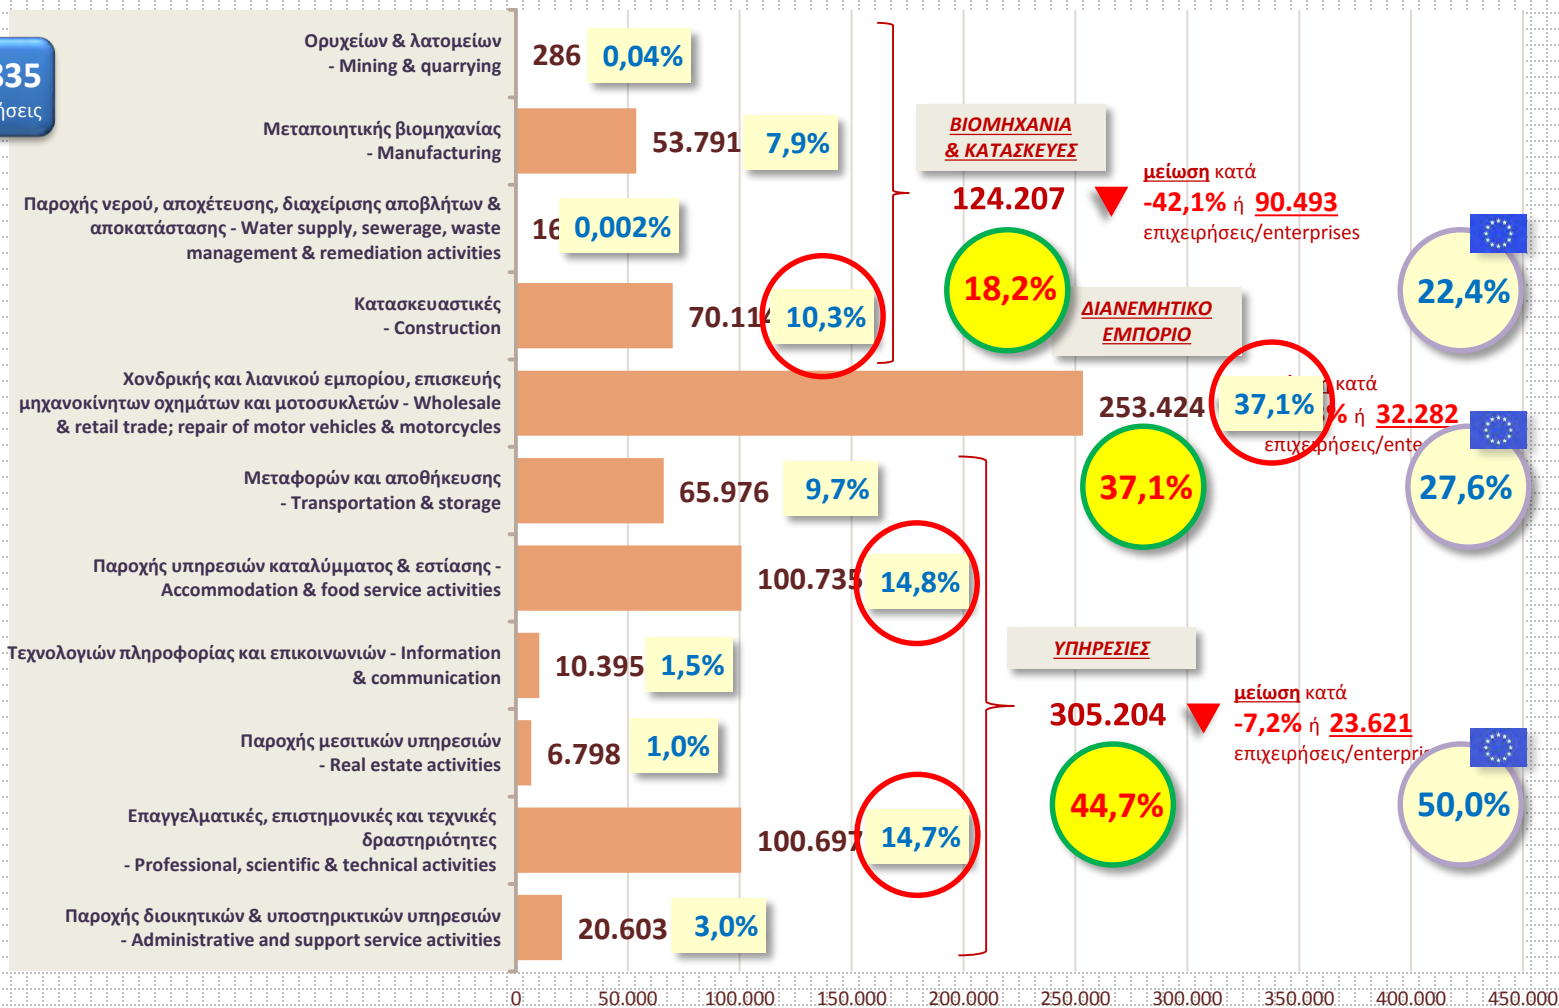 835
Ορυχείων & λατομείων
- Mining & quarrying
286
0,04%
Μεταποιητικής βιομηχανίας
- Manufacturing
53.791
7,9%
Παροχής νερού, αποχέτευσης, διαχείρισης αποβλήτων &
αποκατάστασης - Water supply, sewerage, waste
management & remediation activities
16
0,002%
Κατασκευαστικές
- Construction
70.114
10,3%
Χονδρικής και λιανικού εμπορίου, επισκευής
μηχανοκίνητων οχημάτων και μοτοσυκλετών - Wholesale
& retail trade; repair of motor vehicles & motorcycles
253.424
37,1%
Μεταφορών και αποθήκευσης
- Transportation & storage
65.976
9,7%
Παροχής υπηρεσιών καταλύμματος & εστίασης -
Accommodation & food service activities
100.735
14,8%
Τεχνολογιών πληροφορίας και επικοινωνιών - Information
& communication
10.395
1,5%
Παροχής μεσιτικών υπηρεσιών
- Real estate activities
6.798
1,0%
Επαγγελματικές, επιστημονικές και τεχνικές
δραστηριότητες
- Professional, scientific & technical activities
100.697
14,7%
Παροχής διοικητικών & υποστηρικτικών υπηρεσιών
- Administrative and support service activities
20.603
3,0%
ΒΙΟΜΗΧΑΝΙΑ
& ΚΑΤΑΣΚΕΥΕΣ
124.207
18,2%
μείωση κατά
-42,1% ή 90.493
επιχειρήσεις/enterprises
22,4%
ΔΙΑΝΕΜΗΤΙΚΟ
ΕΜΠΟΡΙΟ
37,1%
κατά
% ή 32.282
επιχειρήσεις/ente
27,6%
ΥΠΗΡΕΣΙΕΣ
305.204
44,7%
μείωση κατά
-7,2% ή 23.621
επιχειρήσεις/enterpri
50,0%
0
50.000
100.000
150.000
200.000
250.000
300.000
350.000
400.000
450.000